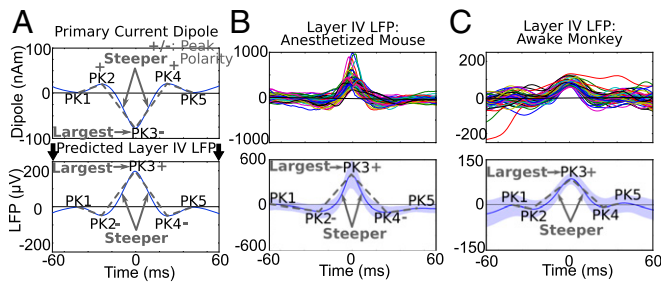 A
Primary Current Dipole
100
0
-100
Dipole (nAm)
+/-: Peak
Polarity
Steeper
+
PK2
+
PK4
PK1
PK5
Largest
PK3-
Predicted Layer IV LFP
200
0
-200
LFP (µV)
Largest
PK3+
PK1
PK5
PK2-
PK4-
Steeper
-60
0
60
Time (ms)
B
Layer IV LFP:
Anesthetized Mouse
1000
0
-1000
600
0
-600
Largest
PK3+
PK1
PK5
PK2-
PK4-
Steeper
-60
0
60
Time (ms)
C
Layer IV LFP:
Awake Monkey
200
0
-200
150
0
-150
Largest
PK3+
PK1
PK5
PK2
PK4
Steeper
-60
0
60
Time (ms)